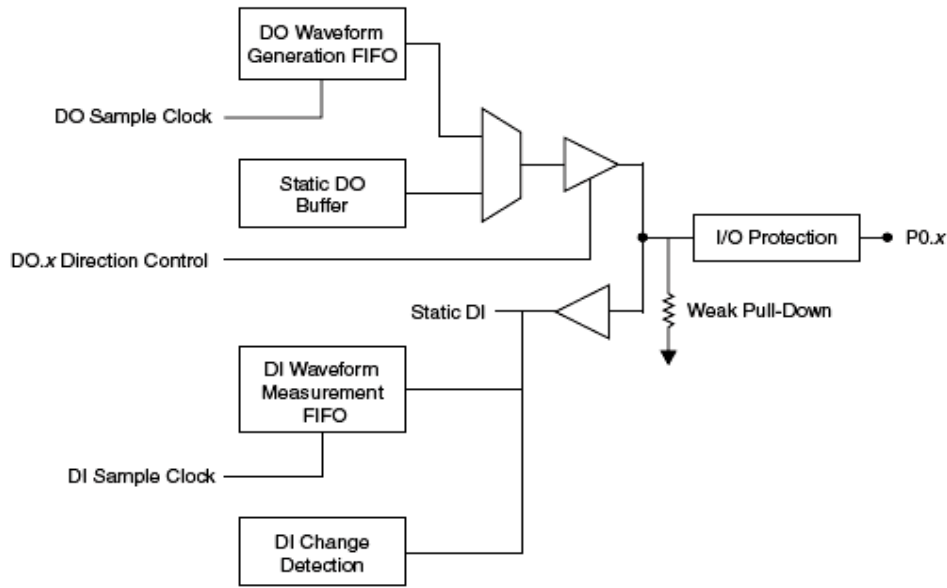 DO Waveform
Generation FIFO
DO Sample Clock
Static DO
Buffer
I/O Protection
P0.x
DO.x Direction Control
Static DI
Weak Pull-Down
DI Waveform
Measurement
FIFO
DI Sample Clock
DI Change
Detection